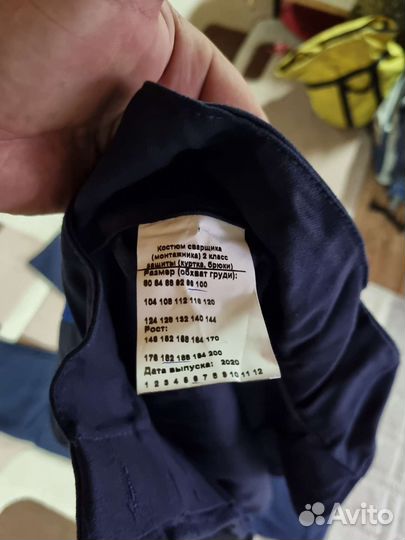 Костюм сварщика
(монтажника) 2 класс
защиты (куртка, брюки)
Размер (обхват груди):
80 84 88 92 96 100
104 108 112 116 120
124 128 132 140 144
Рост:
146 152 158 164 170
176 182 188 194 200
Дата выпуска: 2020
1 2 3 4 5 6 7 8 9 10 11 12
Avito